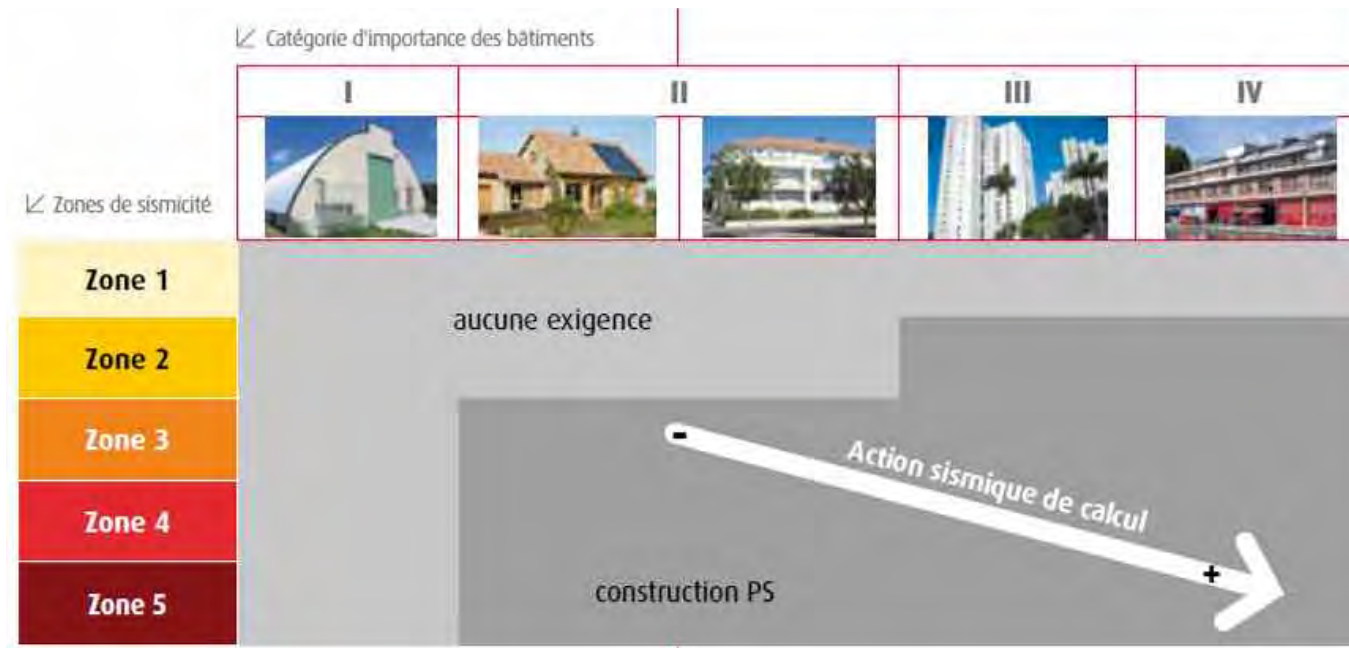 Catégorie d'importance des bâtiments
I II III IV
Zones de sismicité
Zone 1
aucune exigence
Zone 2
Zone 3
-
Action sismique de calcul
Zone 4
+
Zone 5
construction PS